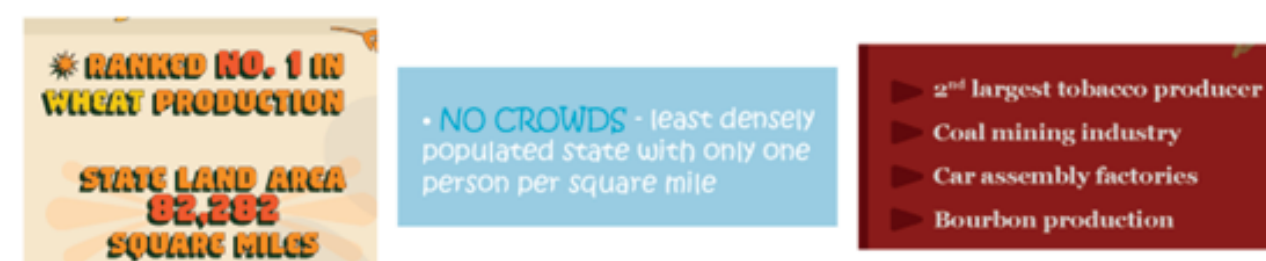 RANKED NO. 1 IN
WHEAT PRODUCTION
STATE LAND AREA
82,282
SQUARE MILES
• NO CROWDS - least densely
populated state with only one
person per square mile
2nd largest tobacco producer
Coal mining industry
Car assembly factories
Bourbon production